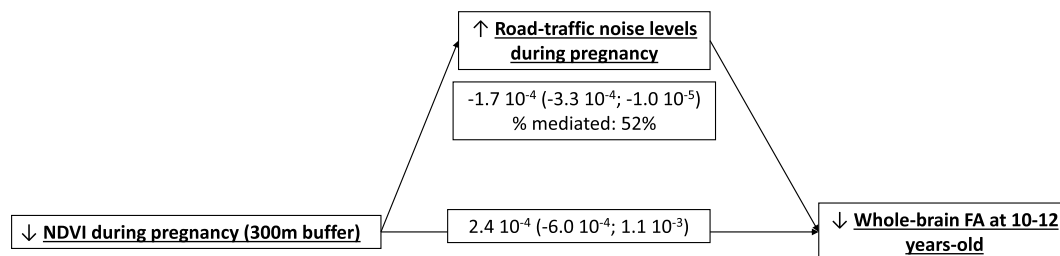 ↑ Road-traffic noise levels
during pregnancy
-1.7 10⁻⁴ (-3.3 10⁻⁴; -1.0 10⁻⁵)
% mediated: 52%
↓ NDVI during pregnancy (300m buffer)
2.4 10⁻⁴ (-6.0 10⁻⁴; 1.1 10⁻³)
↓ Whole-brain FA at 10-12
years-old